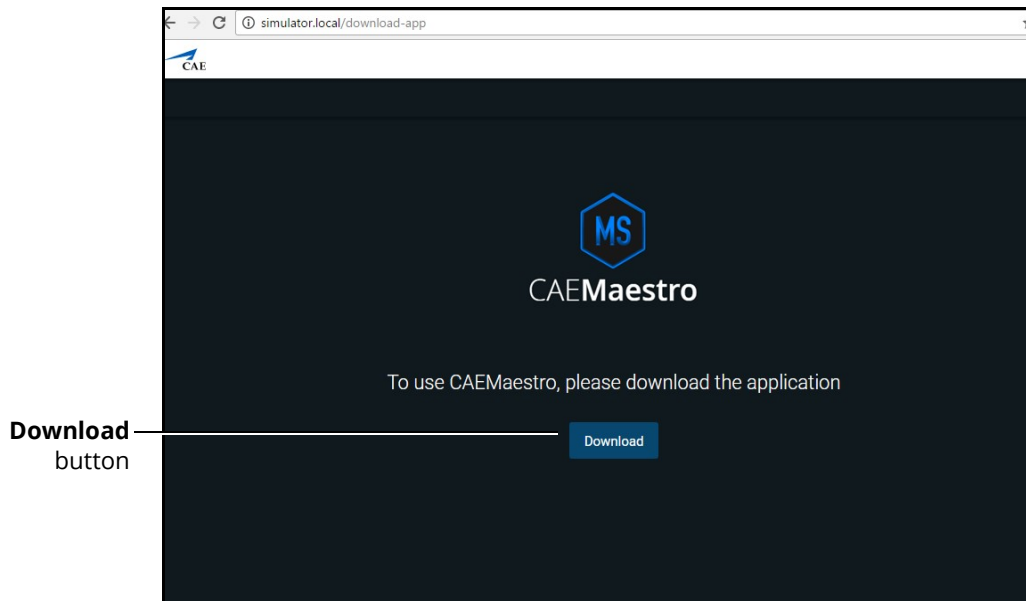 simulator.local/download-app
CAE
MS
CAEMaestro
To use CAEMaestro, please download the application
Download
button
Download